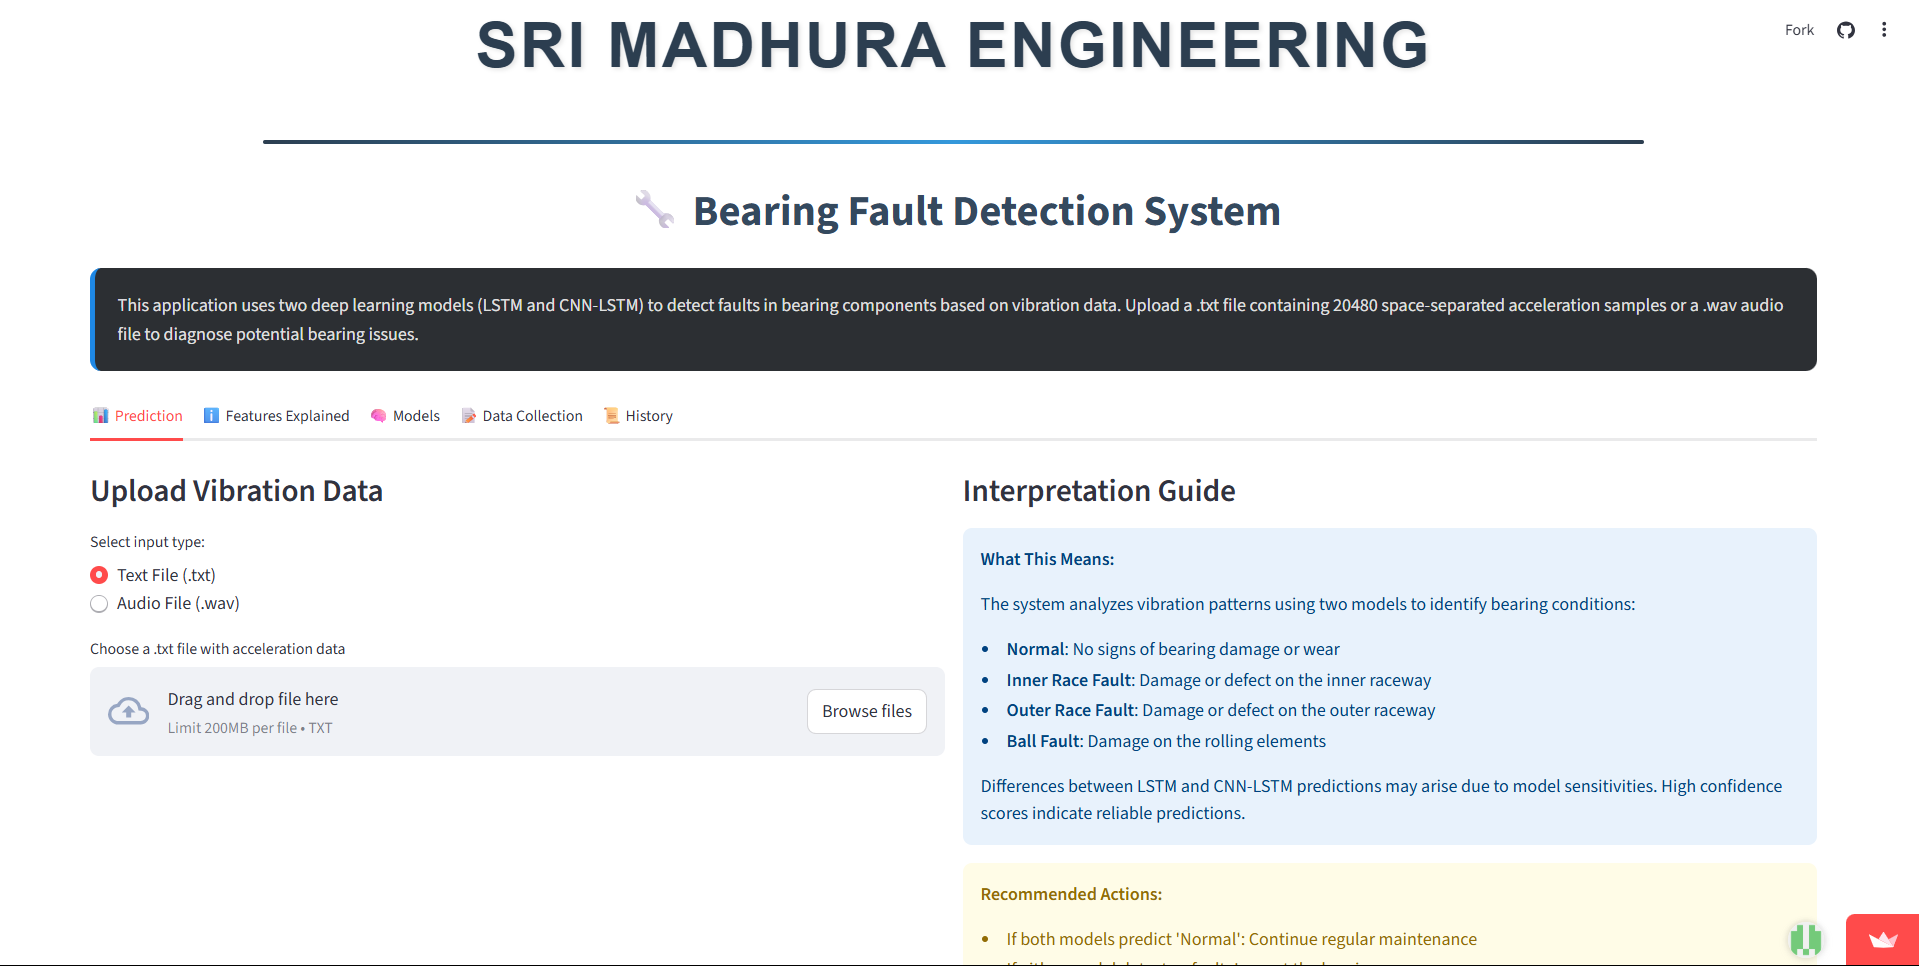 SRI MADHURA ENGINEERING
Fork
Bearing Fault Detection System
This application uses two deep learning models (LSTM and CNN-LSTM) to detect faults in bearing components based on vibration data. Upload a .txt file containing 20480 space-separated acceleration samples or a .wav audio
file to diagnose potential bearing issues.
Prediction
Features Explained
Models
Data Collection
History
Upload Vibration Data
Select input type:
Text File (.txt)
Audio File (.wav)
Choose a .txt file with acceleration data
Drag and drop file here
Limit 200MB per file • TXT
Browse files
Interpretation Guide
What This Means:
The system analyzes vibration patterns using two models to identify bearing conditions:
• Normal: No signs of bearing damage or wear
• Inner Race Fault: Damage or defect on the inner raceway
• Outer Race Fault: Damage or defect on the outer raceway
• Ball Fault: Damage on the rolling elements
Differences between LSTM and CNN-LSTM predictions may arise due to model sensitivities. High confidence
scores indicate reliable predictions.
Recommended Actions:
• If both models predict 'Normal': Continue regular maintenance